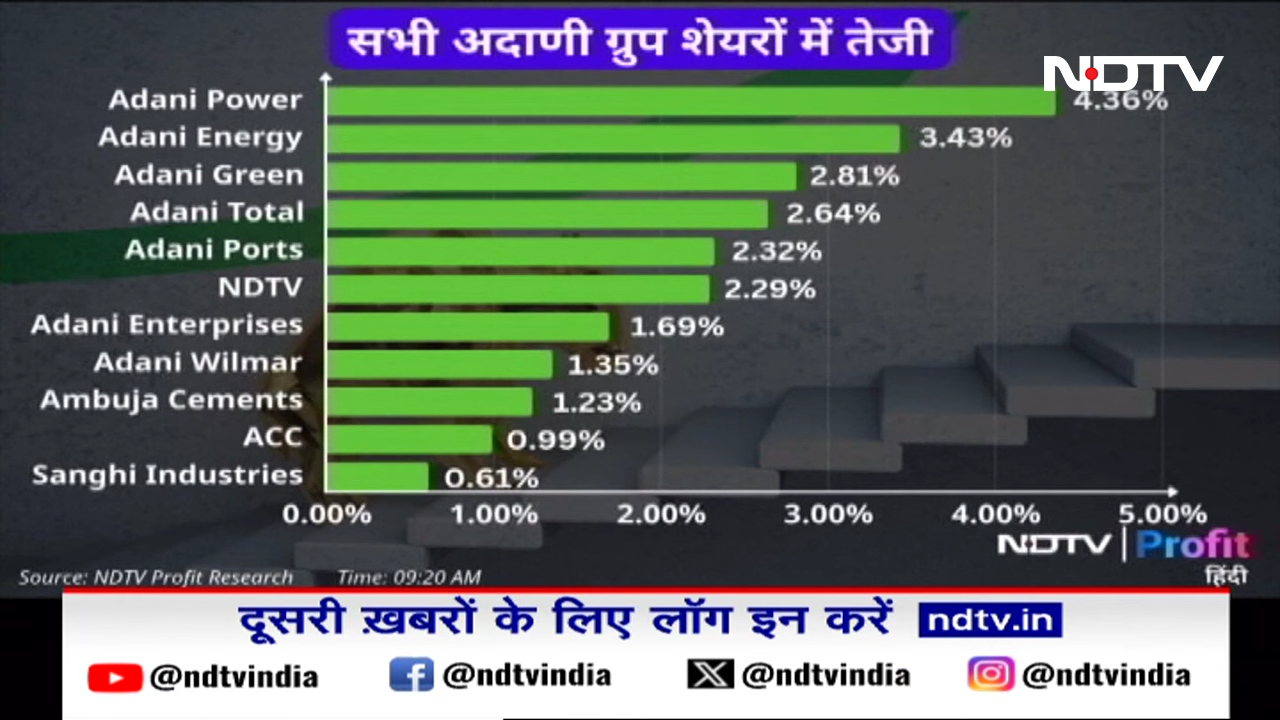 सभी अदाणी ग्रुप शेयरों में तेजी
NDTV
Adani Power 4.36%
Adani Energy 3.43%
Adani Green 2.81%
Adani Total 2.64%
Adani Ports 2.32%
NDTV 2.29%
Adani Enterprises 1.69%
Adani Wilmar 1.35%
Ambuja Cements 1.23%
ACC 0.99%
Sanghi Industries 0.61%
0.00% 1.00% 2.00% 3.00% 4.00% 5.00%
NDTV | Profit
हिंदी
Source: NDTV Profit Research Time: 09:20 AM
दूसरी ख़बरों के लिए लॉग इन करें ndtv.in
@ndtvindia @ndtvindia @ndtvindia @ndtvindia